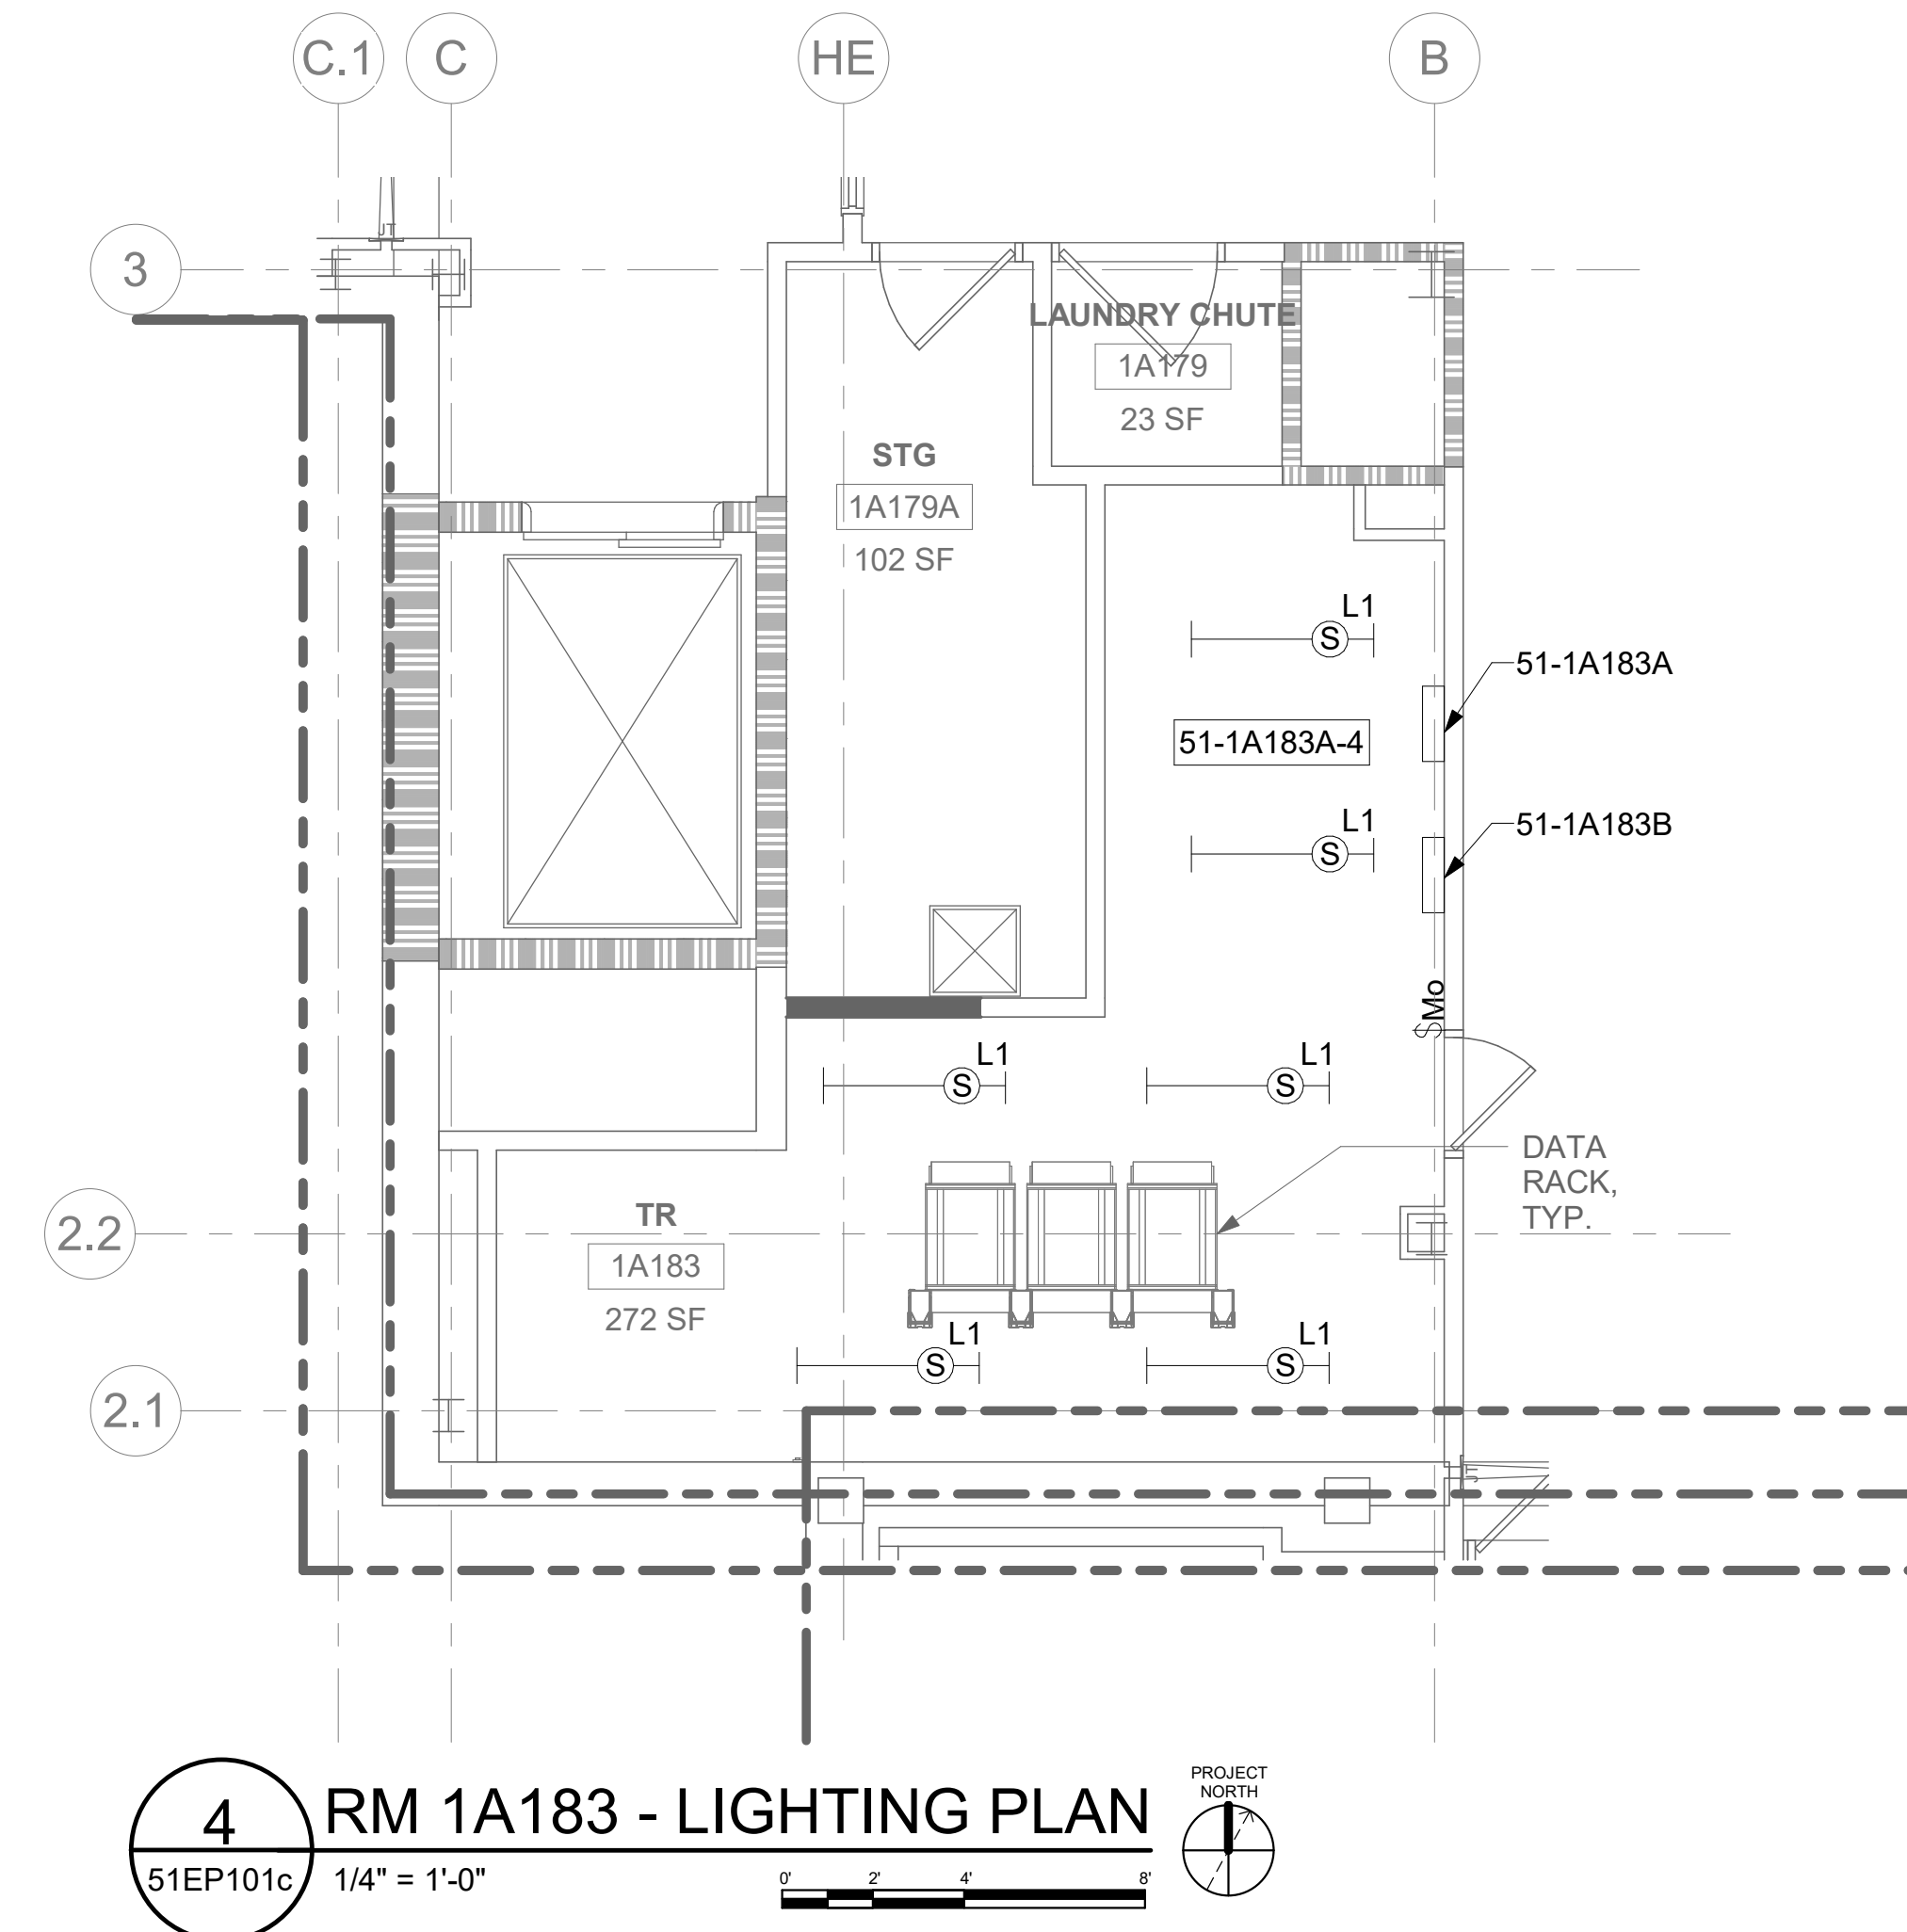 C.1
C
HE
B
3
JT
LAUNDRY CHUTE
1A179
23 SF
STG
1A179A
102 SF
L1
S
51-1A183A
51-1A183A-4
L1
S
51-1A183B
$Mo
L1
S
L1
S
DATA
RACK,
TYP.
2.2
TR
1A183
272 SF
L1
S
L1
S
2.1
JT
4
51EP101c
RM 1A183 - LIGHTING PLAN
1/4" = 1'-0"
0' 2' 4' 8'
PROJECT
NORTH